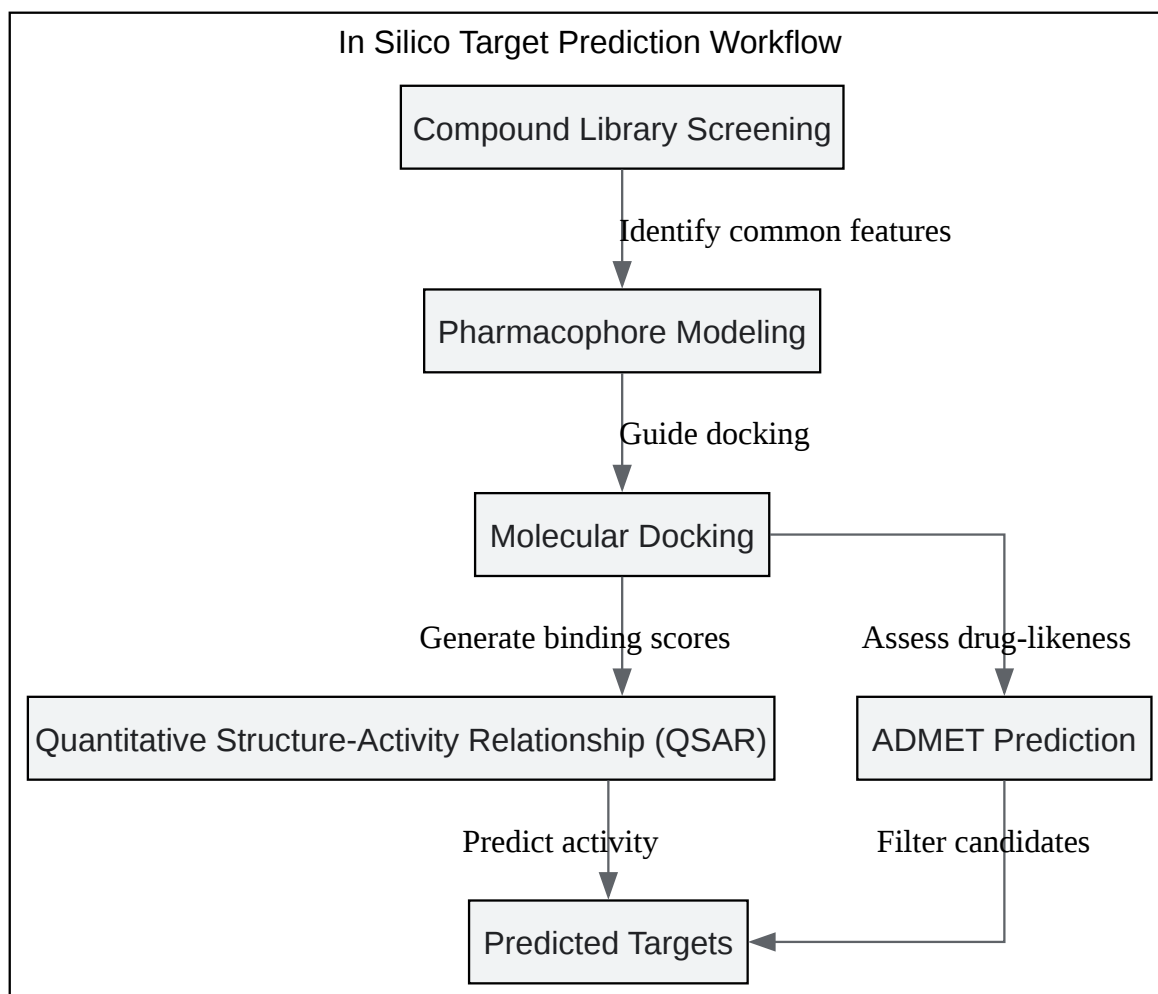 In Silico Target Prediction Workflow
Compound Library Screening
Identify common features
Pharmacophore Modeling
Guide docking
Molecular Docking
Generate binding scores
Assess drug-likeness
Quantitative Structure-Activity Relationship (QSAR)
ADMET Prediction
Predict activity
Filter candidates
Predicted Targets